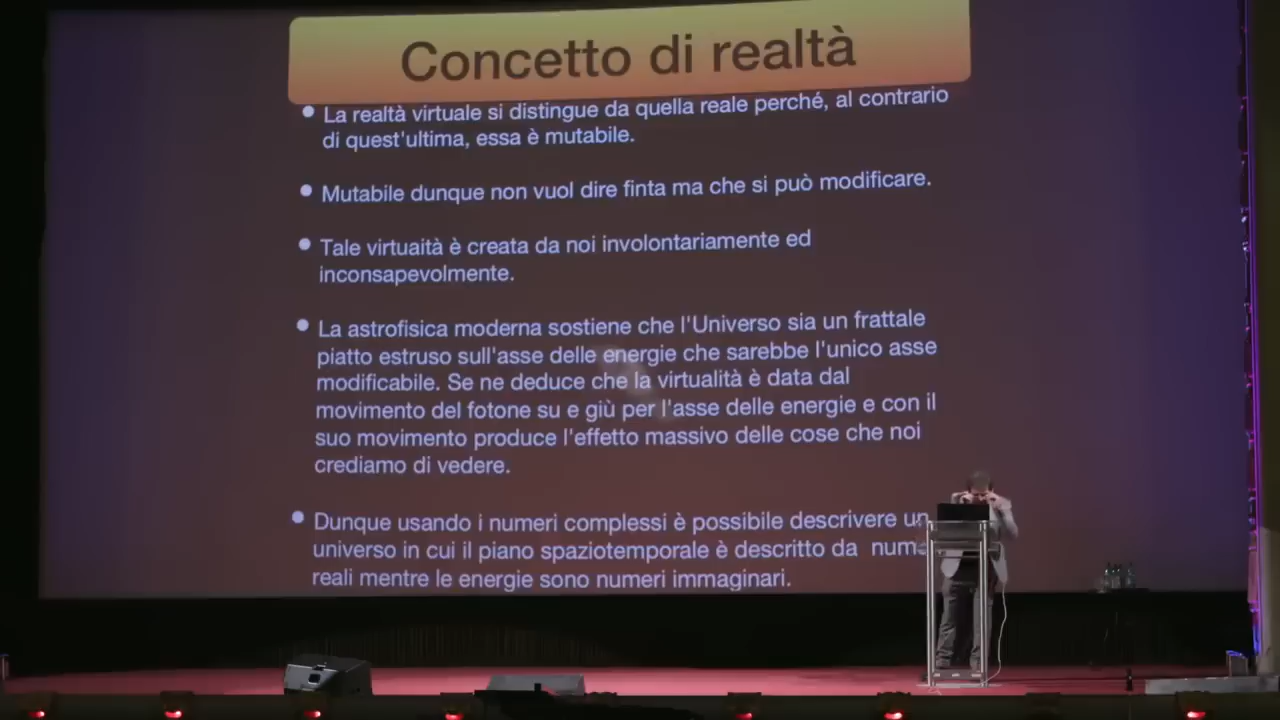 Concetto di realtà
La realtà virtuale si distingue da quella reale perché, al contrario
di quest'ultima, essa è mutabile.
Mutabile dunque non vuol dire finta ma che si può modificare.
Tale virtuaità è creata da noi involontariamente ed
inconsapevolmente.
La astrofisica moderna sostiene che l'Universo sia un frattale
piatto estruso sull'asse delle energie che sarebbe l'unico asse
modificabile. Se ne deduce che la virtualità è data dal
movimento del fotone su e giù per l'asse delle energie e con il
suo movimento produce l'effetto massivo delle cose che noi
crediamo di vedere.
Dunque usando i numeri complessi è possibile descrivere un
universo in cui il piano spaziotemporale è descritto da
reali mentre le energie sono numeri immaginari.